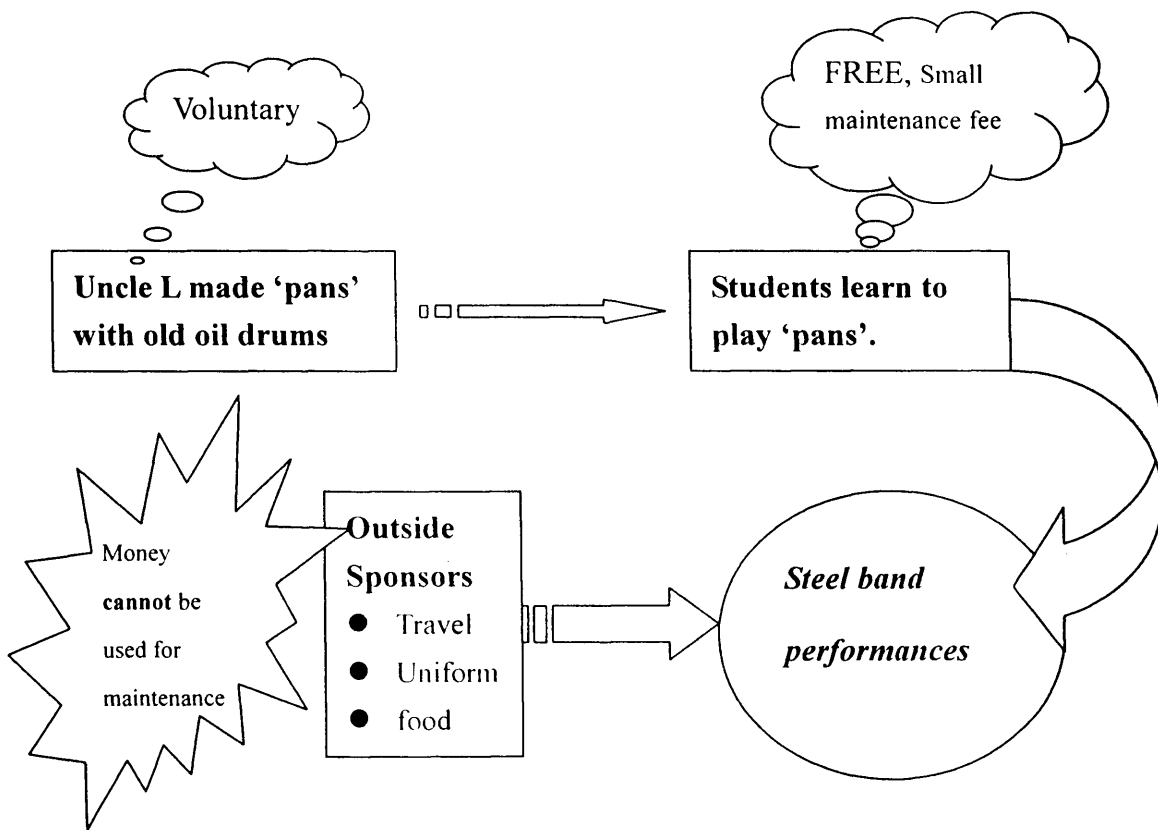 Voluntary
FREE, Small
maintenance fee
Uncle L made ‘pans’
with old oil drums
Students learn to
play ‘pans’.
Money
cannot be
used for
maintenance
Outside
Sponsors
● Travel
● Uniform
● food
Steel band
performances